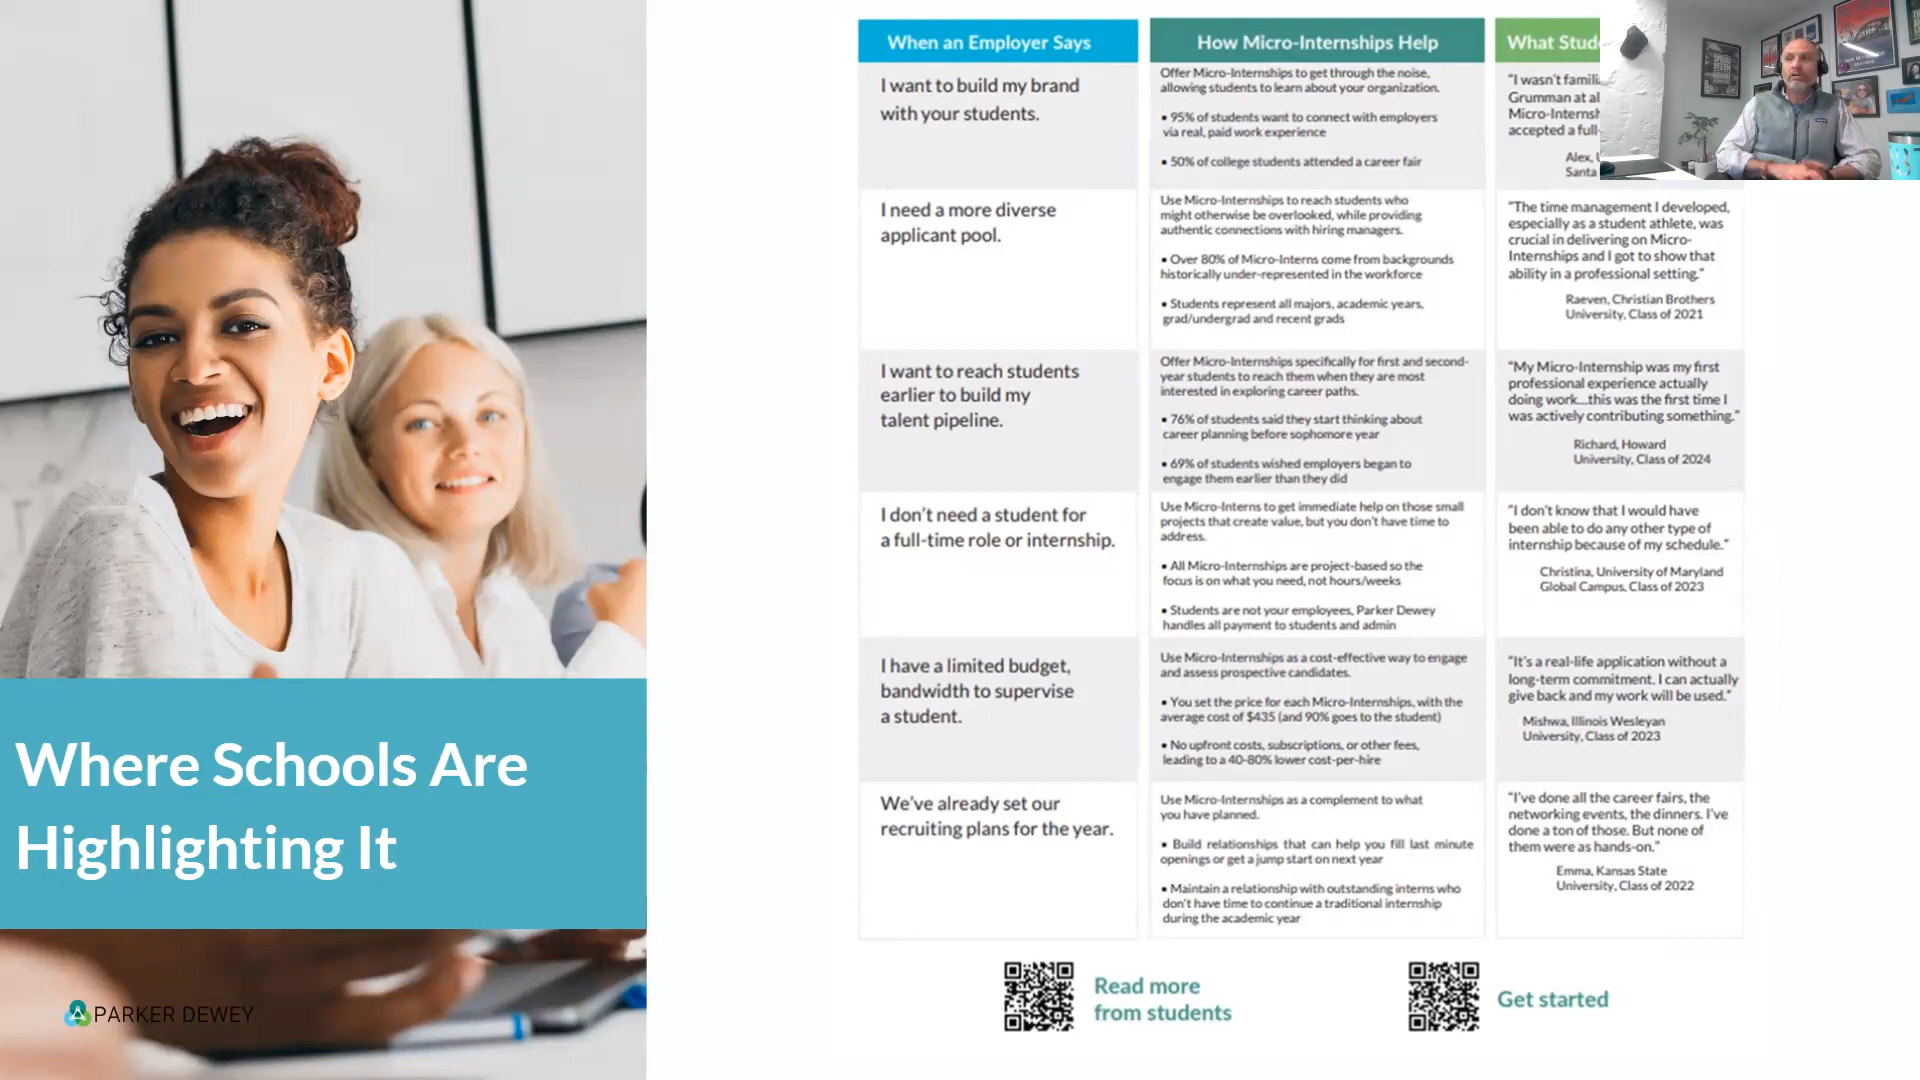 When an Employer Says
How Micro-Internships Help
What
I want to build my brand
with your students.
Offer Micro-Internships to get through the noise,
allowing students to learn about your organization.
• 95% of students want to connect with employers
via real, paid work experience
• 50% of college students attended a career fair
"I wasn't
Grumman at
accepted a
Alex,
Santa
I need a more diverse
applicant pool.
Use Micro-Internships to reach students who
might otherwise be overlooked, while providing
authentic connections with hiring managers.
• Over 80% of Micro-Interns come from backgrounds
historically under-represented in the workforce
• Students represent all majors, academic years,
grad/undergrad and recent grads
"The time management I developed,
especially as a student athlete, was
crucial in delivering on Micro-
Internships and I got to show that
ability in a professional setting."
Raeven, Christian Brothers
University, Class of 2021
I want to reach students
earlier to build my
talent pipeline.
Offer Micro-Internships specifically for first and second-
year students to reach them when they are most
interested in exploring career paths.
• 76% of students said they start thinking about
career planning before sophomore year
• 69% of students wished employers began to
engage them earlier than they did
"My Micro-Internship was my first
professional experience actually
doing work...this was the first time I
was actively contributing something."
Richard, Howard
University, Class of 2024
I don't need a student for
a full-time role or internship.
Use Micro-Interns to get immediate help on those small
projects that create value, but you don't have time to
address.
• All Micro-Internships are project-based so the
focus is on what you need, not hours/weeks
• Students are not your employees, Parker Dewey
handles all payment to students and admin
"I don't know that I would have
been able to do any other type of
internship because of my schedule."
Christina, University of Maryland
Global Campus, Class of 2023
I have a limited budget,
bandwidth to supervise
a student.
Use Micro-Internships as a cost-effective way to engage
and assess prospective candidates.
• You set the price for each Micro-Internships, with the
average cost of $435 (and 90% goes to the student)
• No upfront costs, subscriptions, or other fees,
leading to a 40-80% lower cost-per-hire
"It's a real-life application without a
long-term commitment. I can actually
give back and my work will be used."
Mishwa, Illinois Wesleyan
University, Class of 2023
We've already set our
recruiting plans for the year.
Use Micro-Internships as a complement to what
you have planned.
• Build relationships that can help you fill last minute
openings or get a jump start on next year
• Maintain a relationship with outstanding interns who
don't have time to continue a traditional internship
during the academic year
"I've done all the career fairs, the
networking events, the dinners. I've
done a ton of those. But none of
them were as hands-on."
Emma, Kansas State
University, Class of 2022
Where Schools Are
Highlighting It
PARKER DEWEY
Read more
from students
Get started